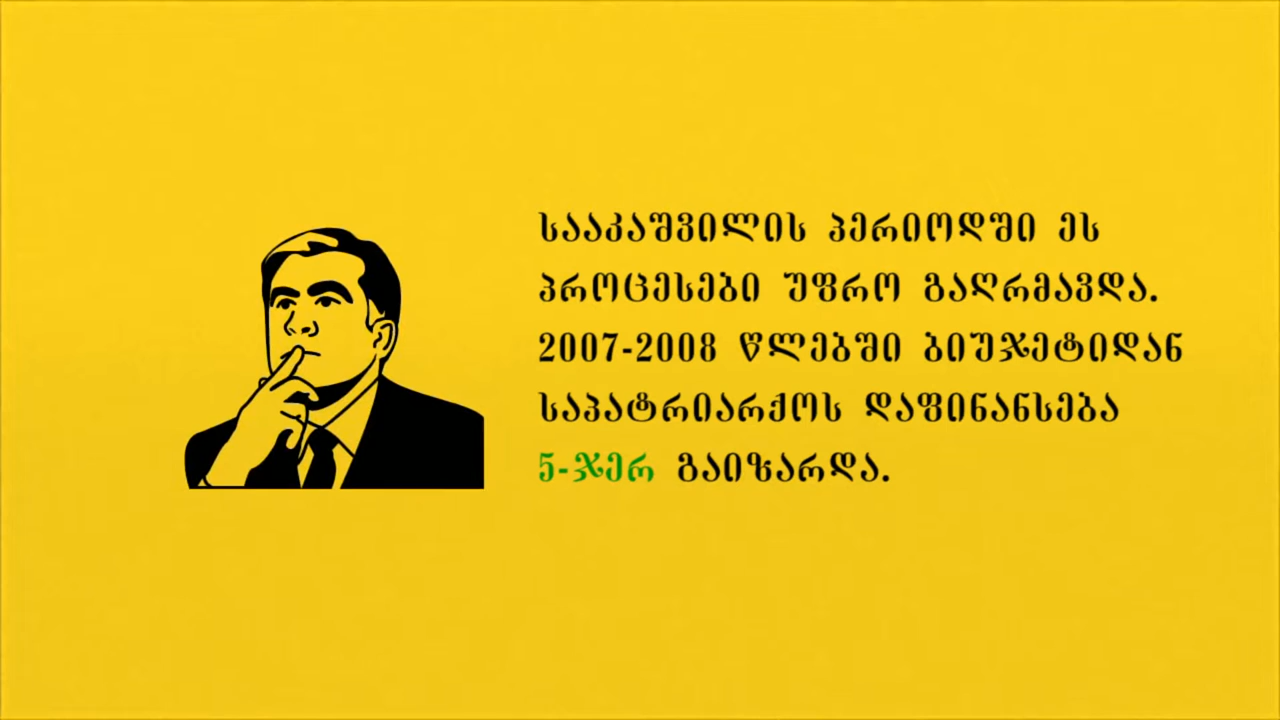 სააკაშვილის პერიოდში ეს
პროცესები უფრო გაღრმავდა.
2007-2008 წლებში ბიუჯეტიდან
საპატრიარქოს დაფინანსება
5-ჯერ გაიზარდა.